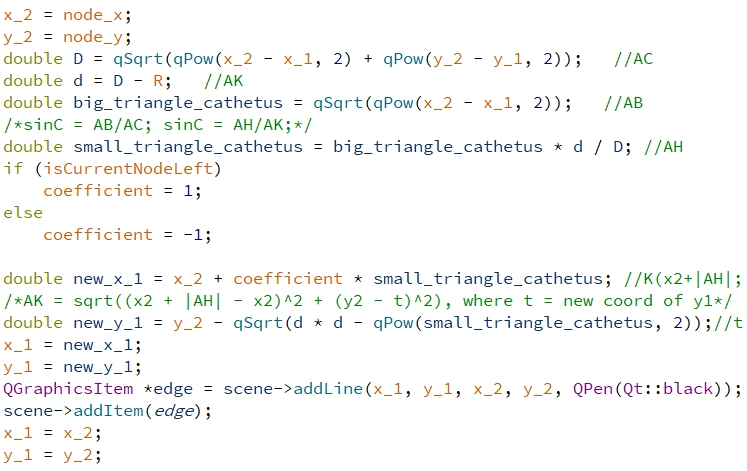 x_2 = node_x;
y_2 = node_y;
double D = qSqrt(qPow(x_2 - x_1, 2) + qPow(y_2 - y_1, 2));   //AC
double d = D - R;   //AK
double big_triangle_cathetus = qSqrt(qPow(x_2 - x_1, 2));   //AB
/*sinC = AB/AC; sinC = AH/AK;*/
double small_triangle_cathetus = big_triangle_cathetus * d / D; //AH
if (isCurrentNodeLeft)
    coefficient = 1;
else
    coefficient = -1;
double new_x_1 = x_2 + coefficient * small_triangle_cathetus; //K(x2+|AH|;
/*AK = sqrt((x2 + |AH| - x2)^2 + (y2 - t)^2), where t = new coord of y1*/
double new_y_1 = y_2 - qSqrt(d * d - qPow(small_triangle_cathetus, 2));//t
x_1 = new_x_1;
y_1 = new_y_1;
QGraphicsItem *edge = scene->addLine(x_1, y_1, x_2, y_2, QPen(Qt::black));
scene->addItem(edge);
x_1 = x_2;
y_1 = y_2;